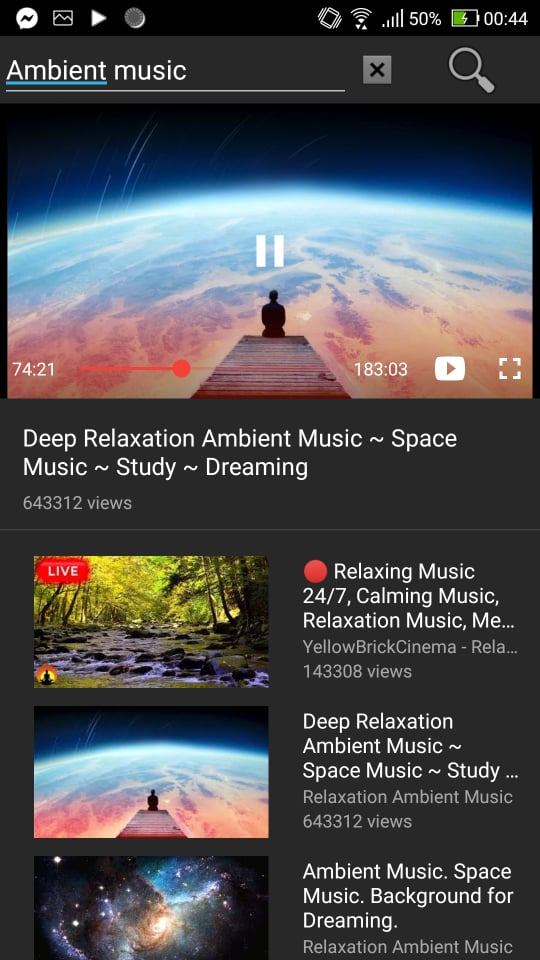 50% 00:44
Ambient music
74:21 183:03
Deep Relaxation Ambient Music ~ Space
Music ~ Study ~ Dreaming
643312 views
LIVE
🔴 Relaxing Music
24/7, Calming Music,
Relaxation Music, Me...
YellowBrickCinema - Rela...
143308 views
Deep Relaxation
Ambient Music ~
Space Music ~ Study ...
Relaxation Ambient Music
643312 views
Ambient Music. Space
Music. Background for
Dreaming.
Relaxation Ambient Music